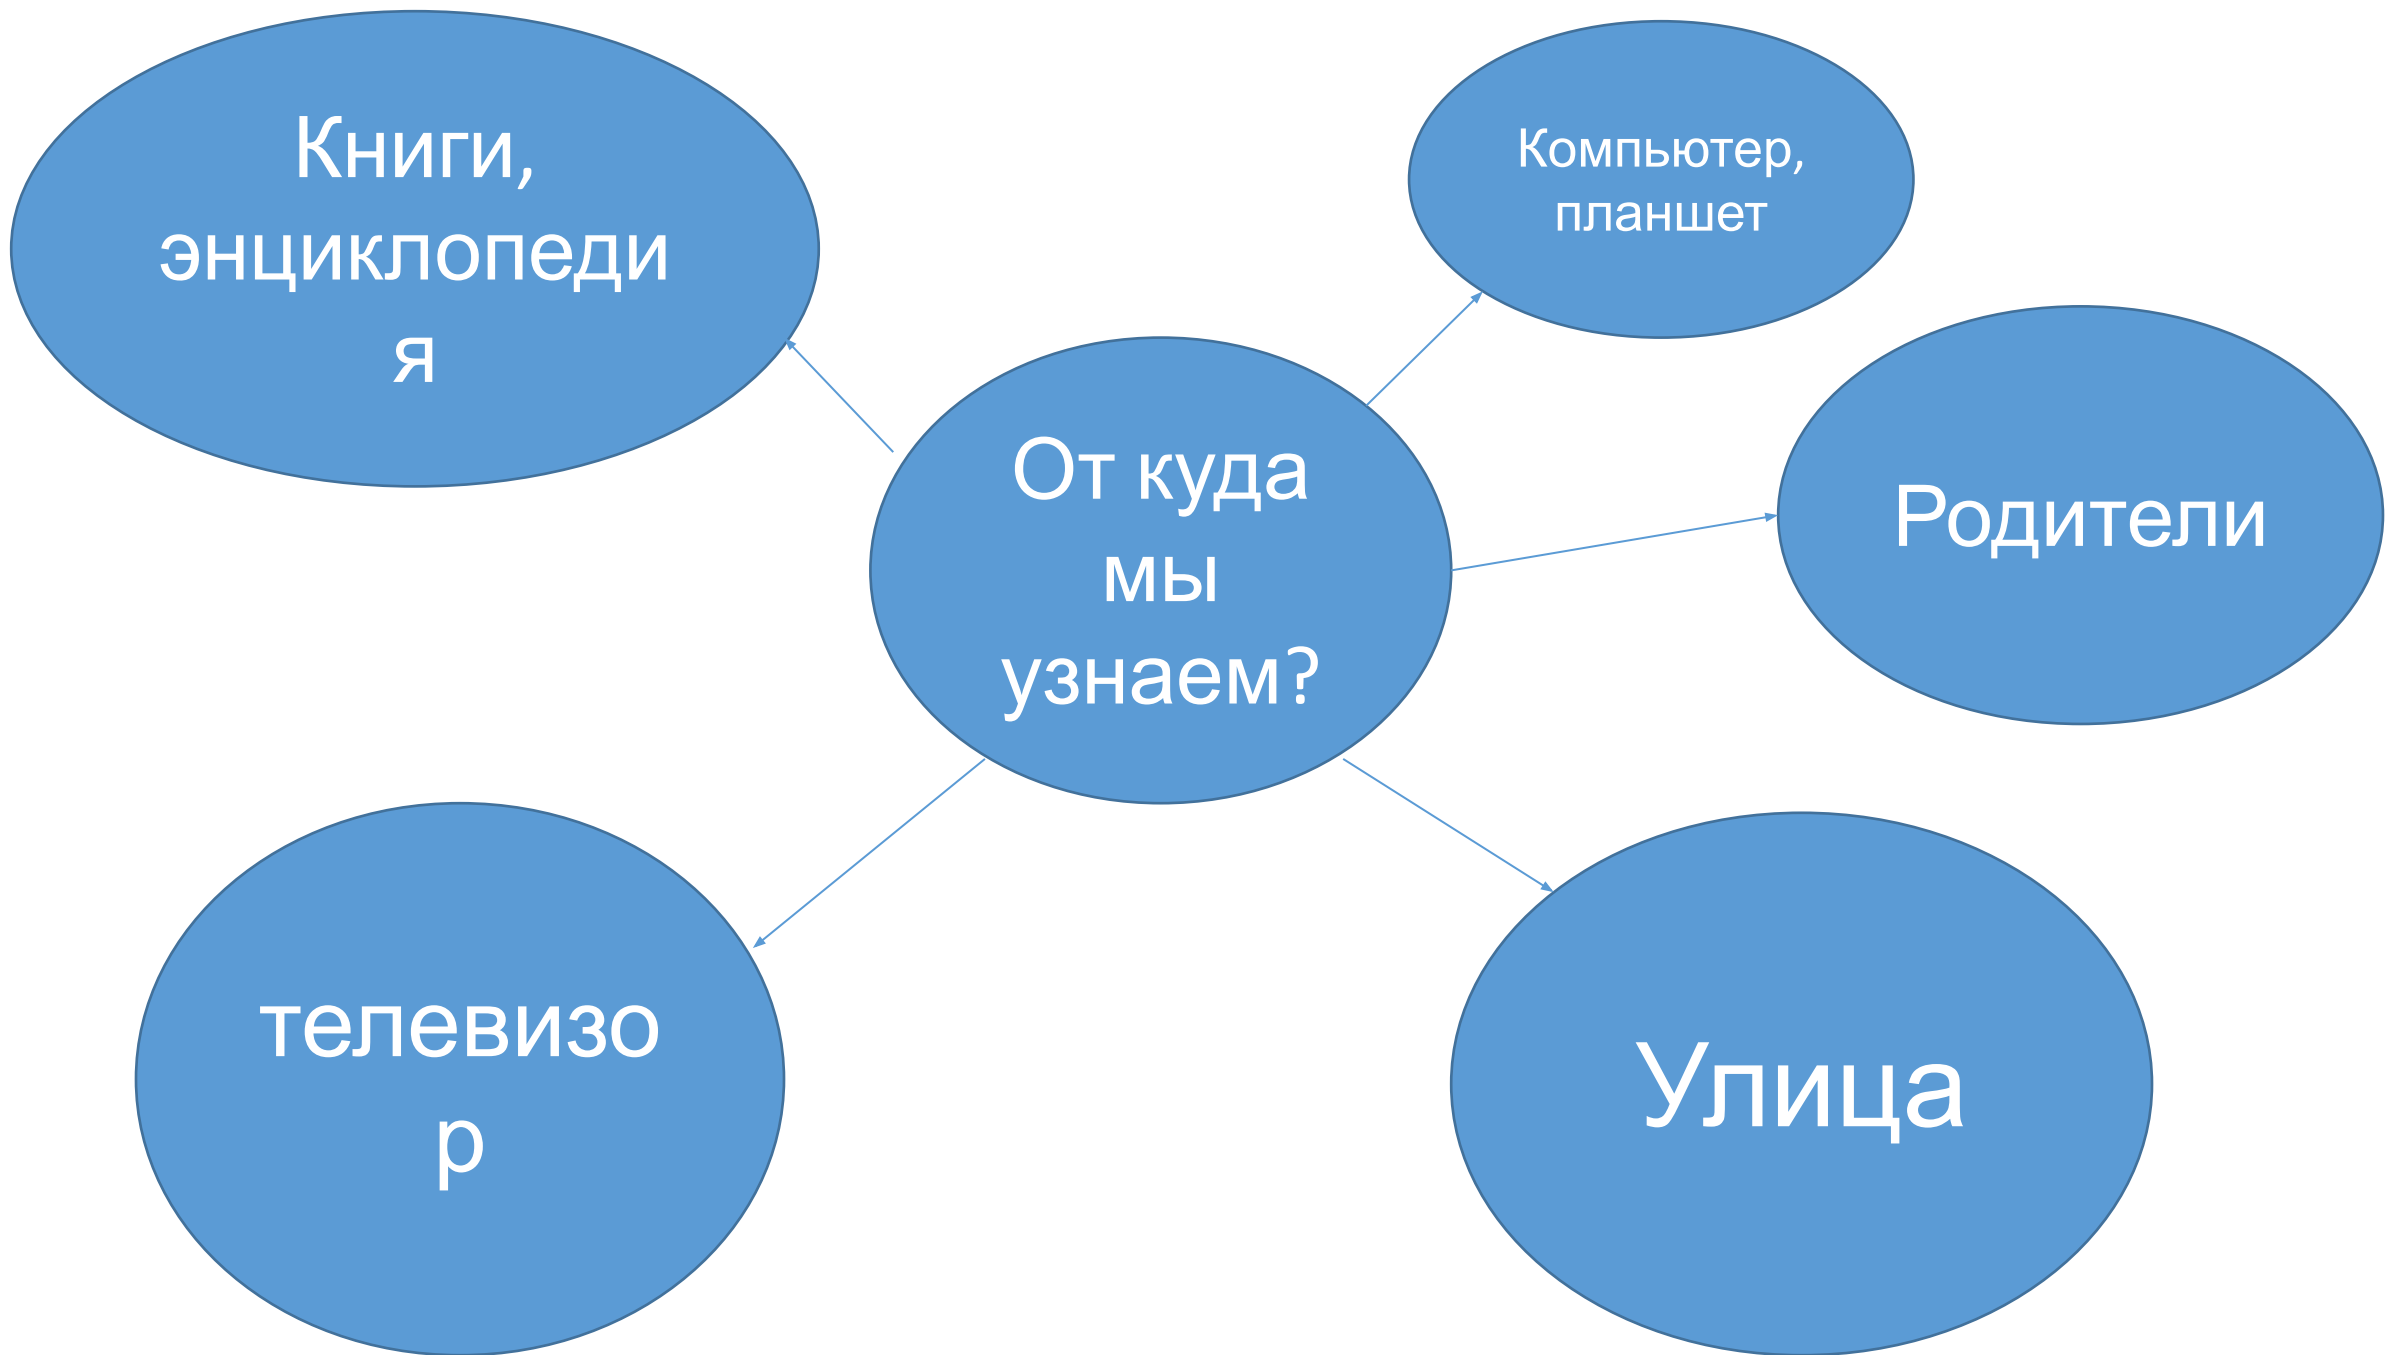 Книги,
энциклопеди
я
Компьютер,
планшет
От куда
мы
узнаем?
Родители
телевизо
р
Улица